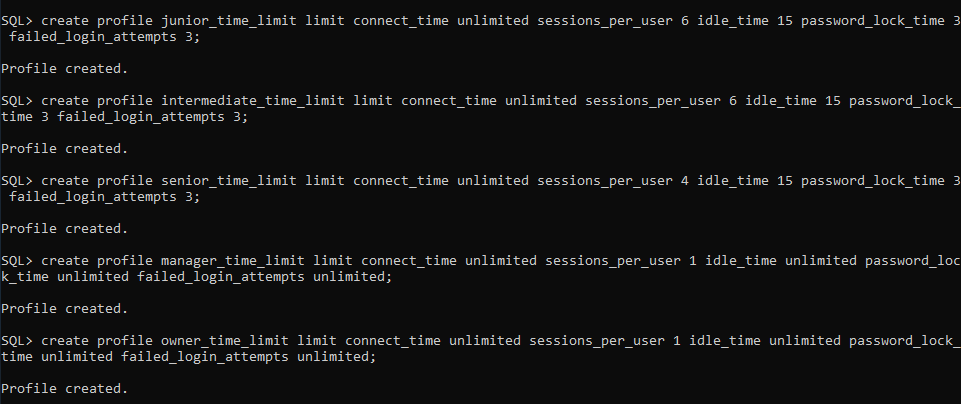 SQL> create profile junior_time_limit limit connect_time unlimited sessions_per_user 6 idle_time 15 password_lock_time 3
 failed_login_attempts 3;
Profile created.
SQL> create profile intermediate_time_limit limit connect_time unlimited sessions_per_user 6 idle_time 15 password_lock_
time 3 failed_login_attempts 3;
Profile created.
SQL> create profile senior_time_limit limit connect_time unlimited sessions_per_user 4 idle_time 15 password_lock_time 3
 failed_login_attempts 3;
Profile created.
SQL> create profile manager_time_limit limit connect_time unlimited sessions_per_user 1 idle_time unlimited password_loc
k_time unlimited failed_login_attempts unlimited;
Profile created.
SQL> create profile owner_time_limit limit connect_time unlimited sessions_per_user 1 idle_time unlimited password_lock_
time unlimited failed_login_attempts unlimited;
Profile created.